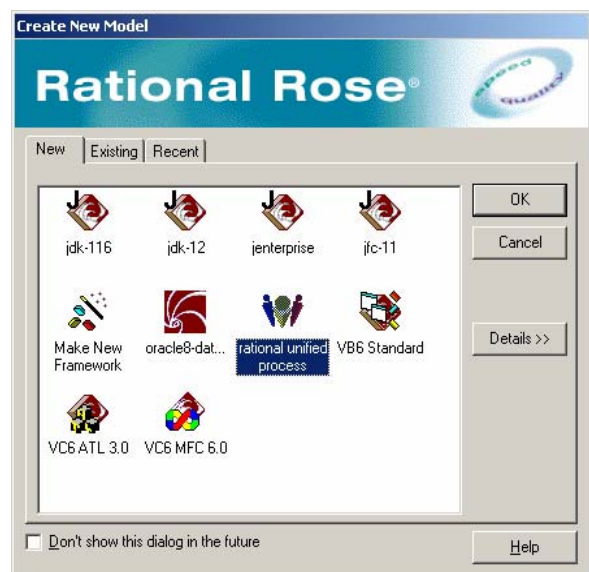 Create New Model
Rational Rose®
speed
quality
New Existing Recent
jdk-116 jdk-12 jenterprise jfc-11
Make New Framework
oracle8-dat...
rational unified process
VB6 Standard
VC6 ATL 3.0 VC6 MFC 6.0
OK
Cancel
Details >>
Don't show this dialog in the future
Help